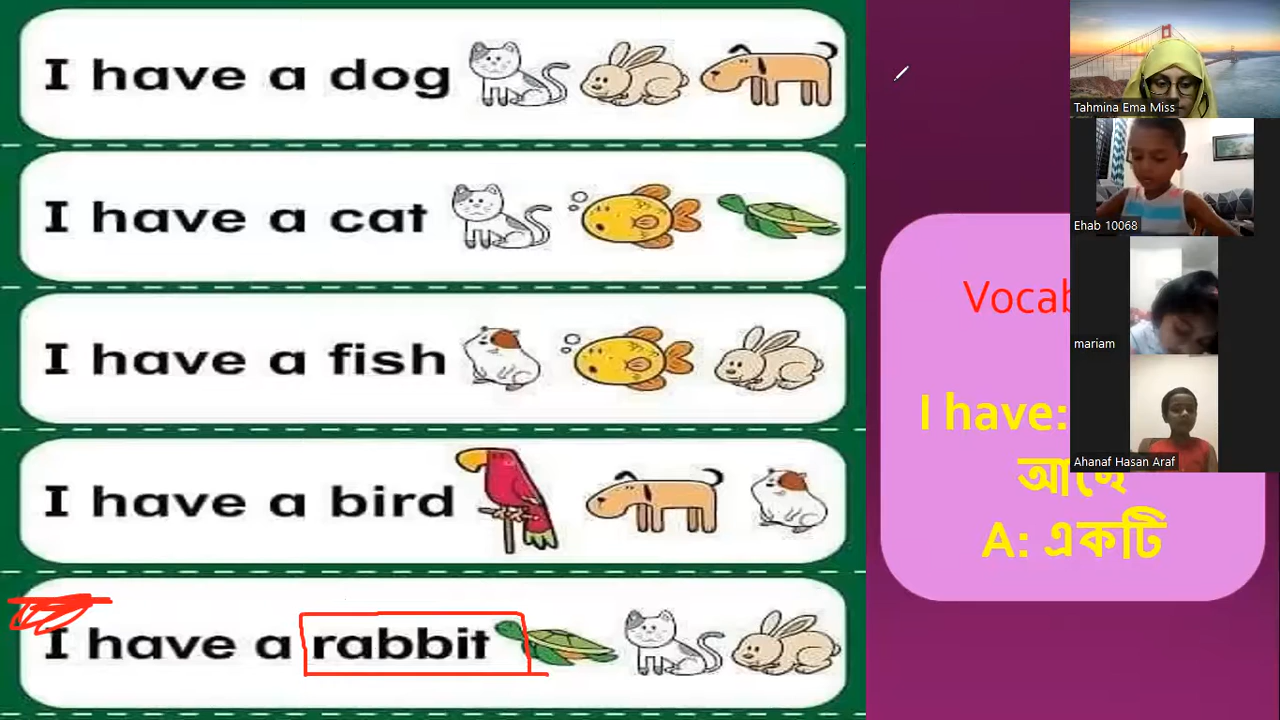 I have a dog
I have a cat
I have a fish
I have a bird
I have a rabbit
I have:
আছে
A: একটি
Tahmina Ema Miss
Ehab 10068
mariam
Ahanaf Hasan Araf